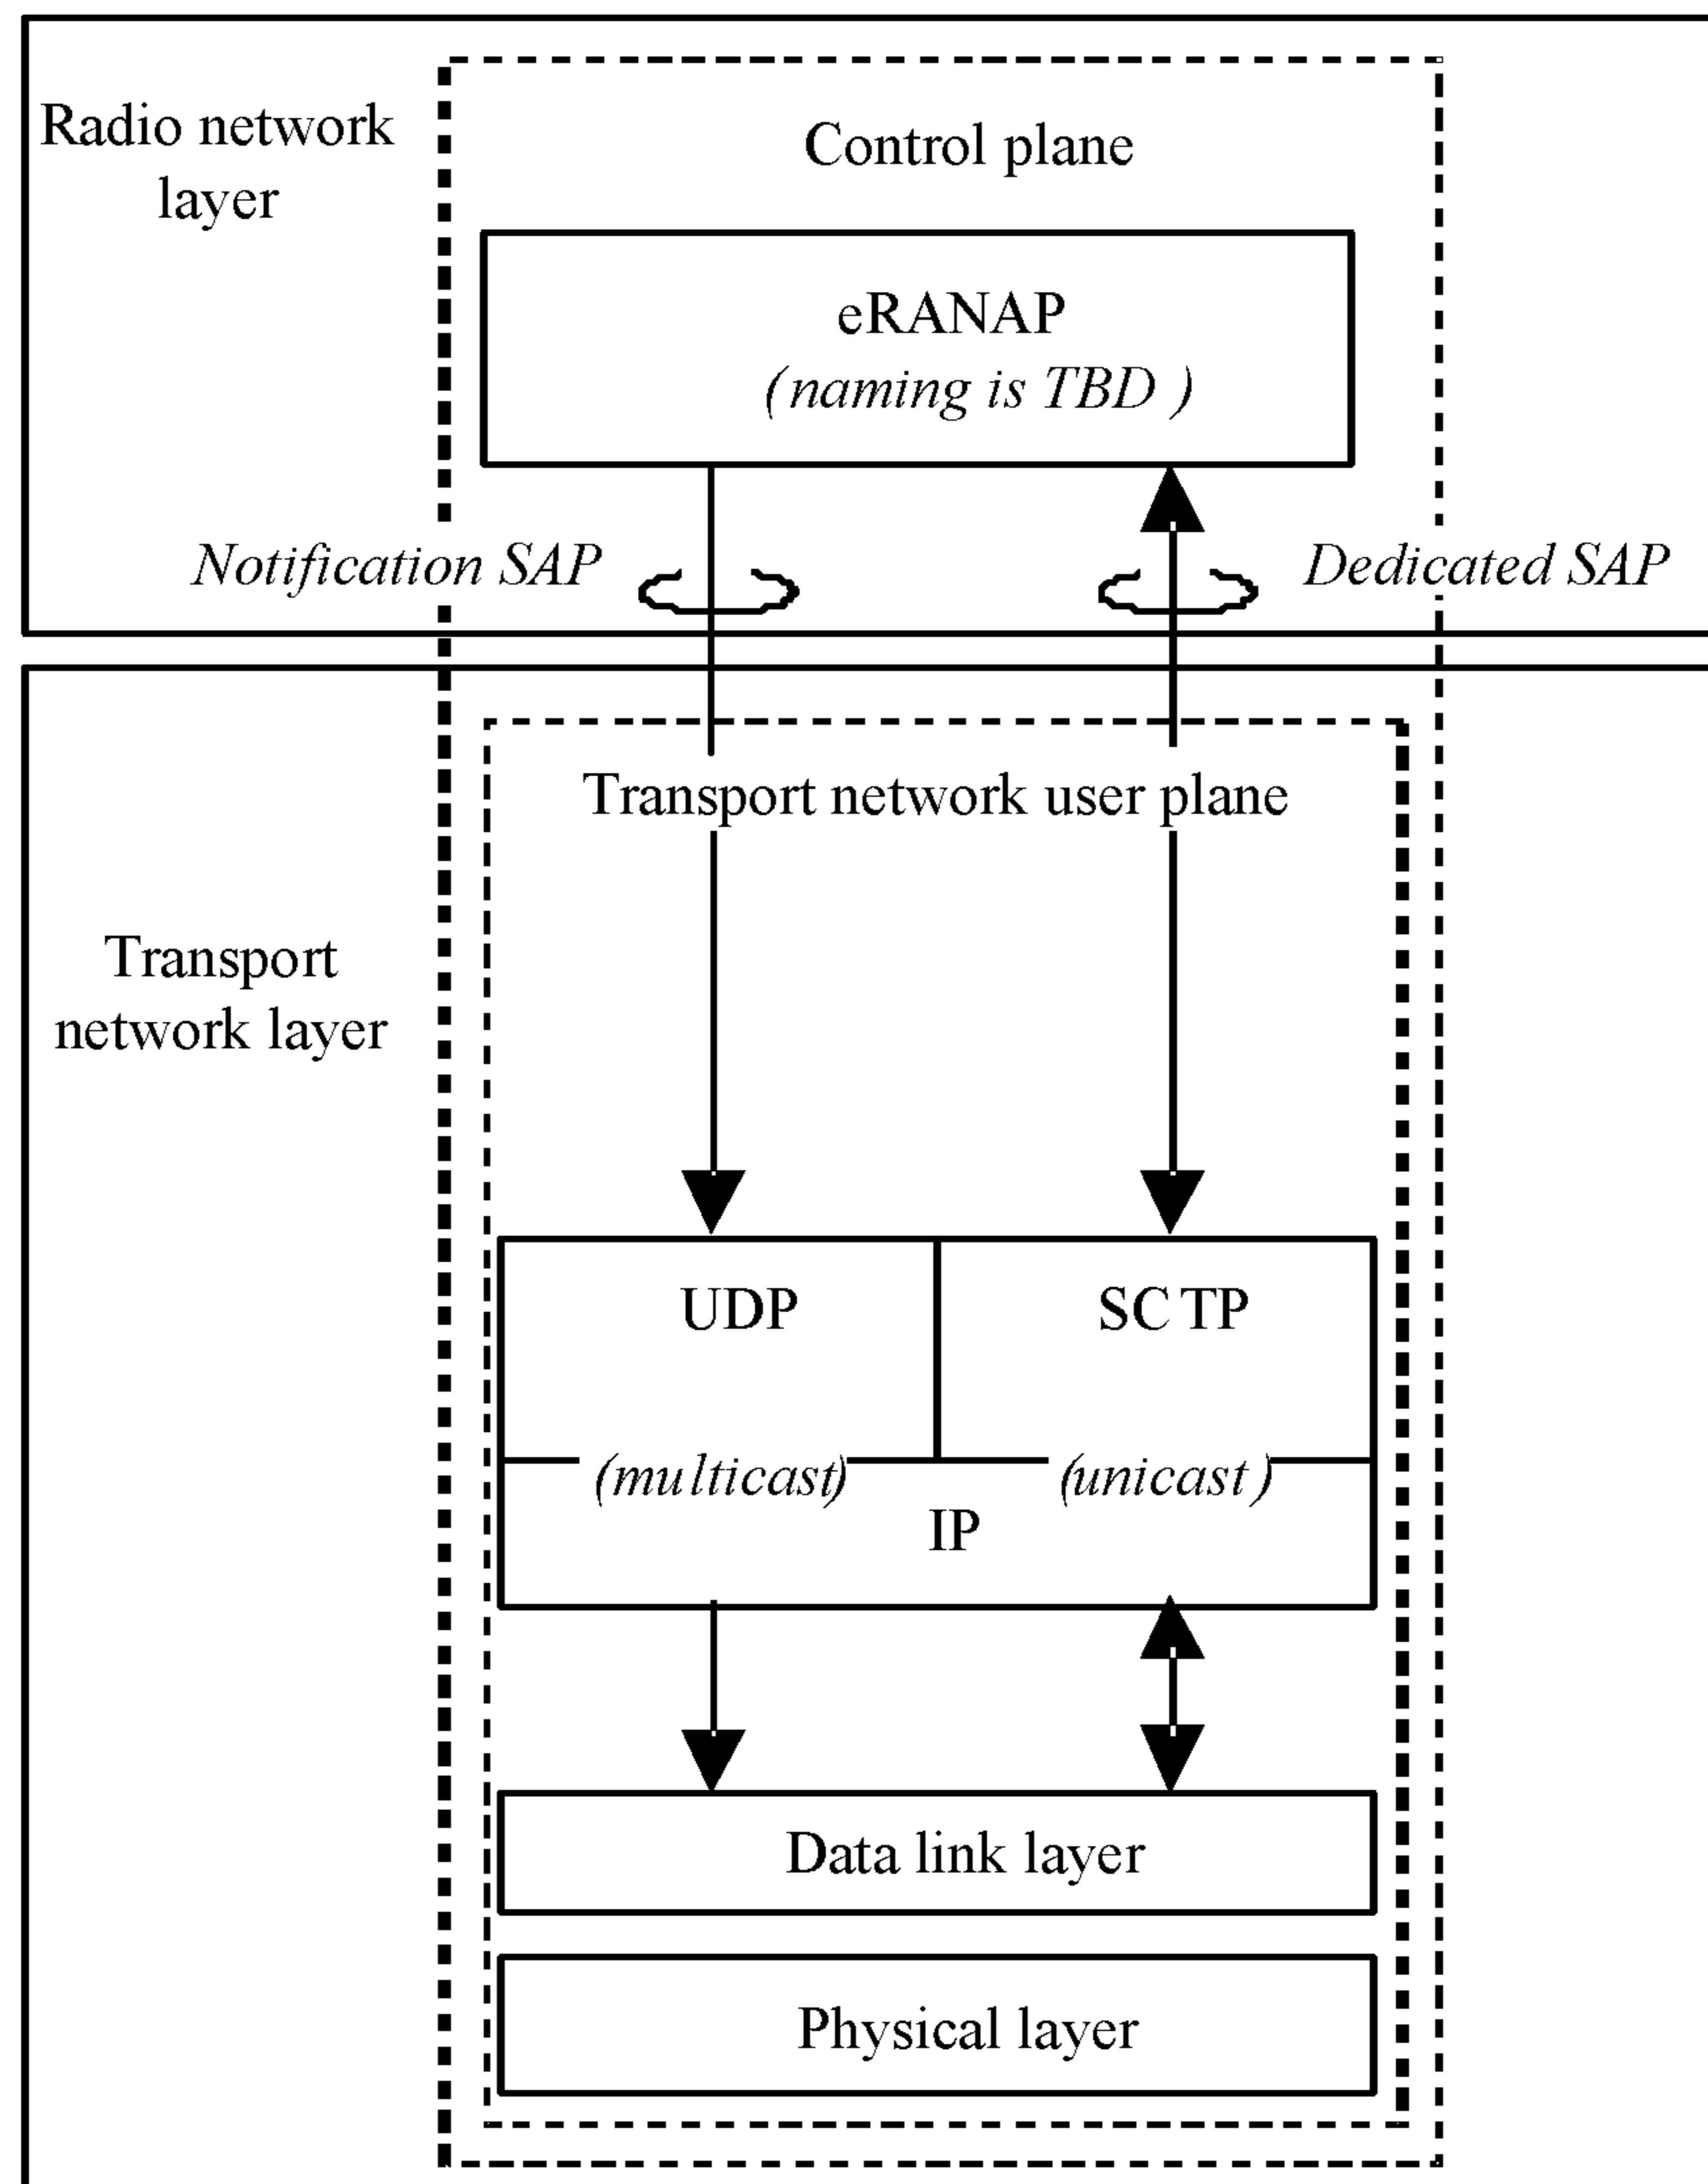 Radio network
layer
Control plane
eRANAP
(naming is TBD )
Notification SAP
Dedicated SAP
Transport network user plane
Transport
network layer
UDP
SC TP
(multicast)
(unicast )
IP
Data link layer
Physical layer